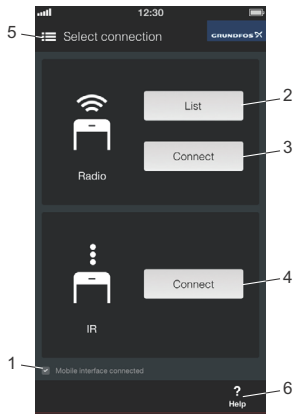 12:30
5
Select connection
GRUNDFOS
List
2
Connect
3
Radio
Connect
4
IR
1
Mobile interface connected
?
6
Help